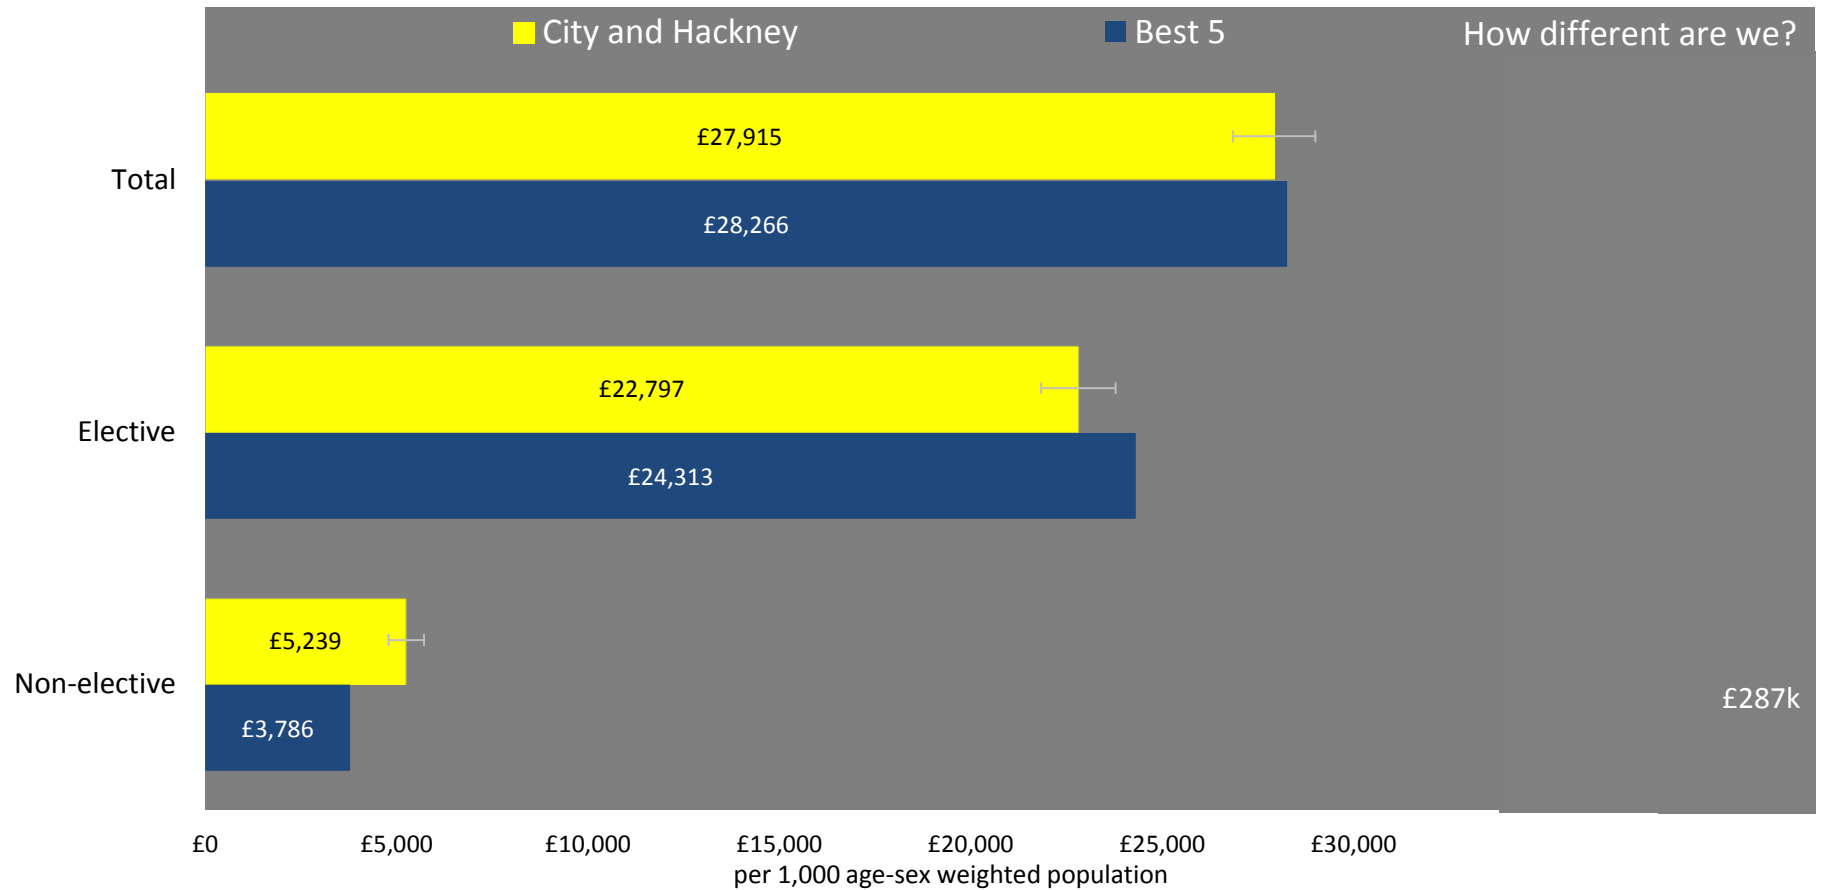 City and Hackney
Best 5
How different are we?
Total
£27,915
£28,266
Elective
£22,797
£24,313
Non-elective
£5,239
£3,786
£287k
£0 £5,000 £10,000 £15,000 £20,000 £25,000 £30,000
per 1,000 age-sex weighted population